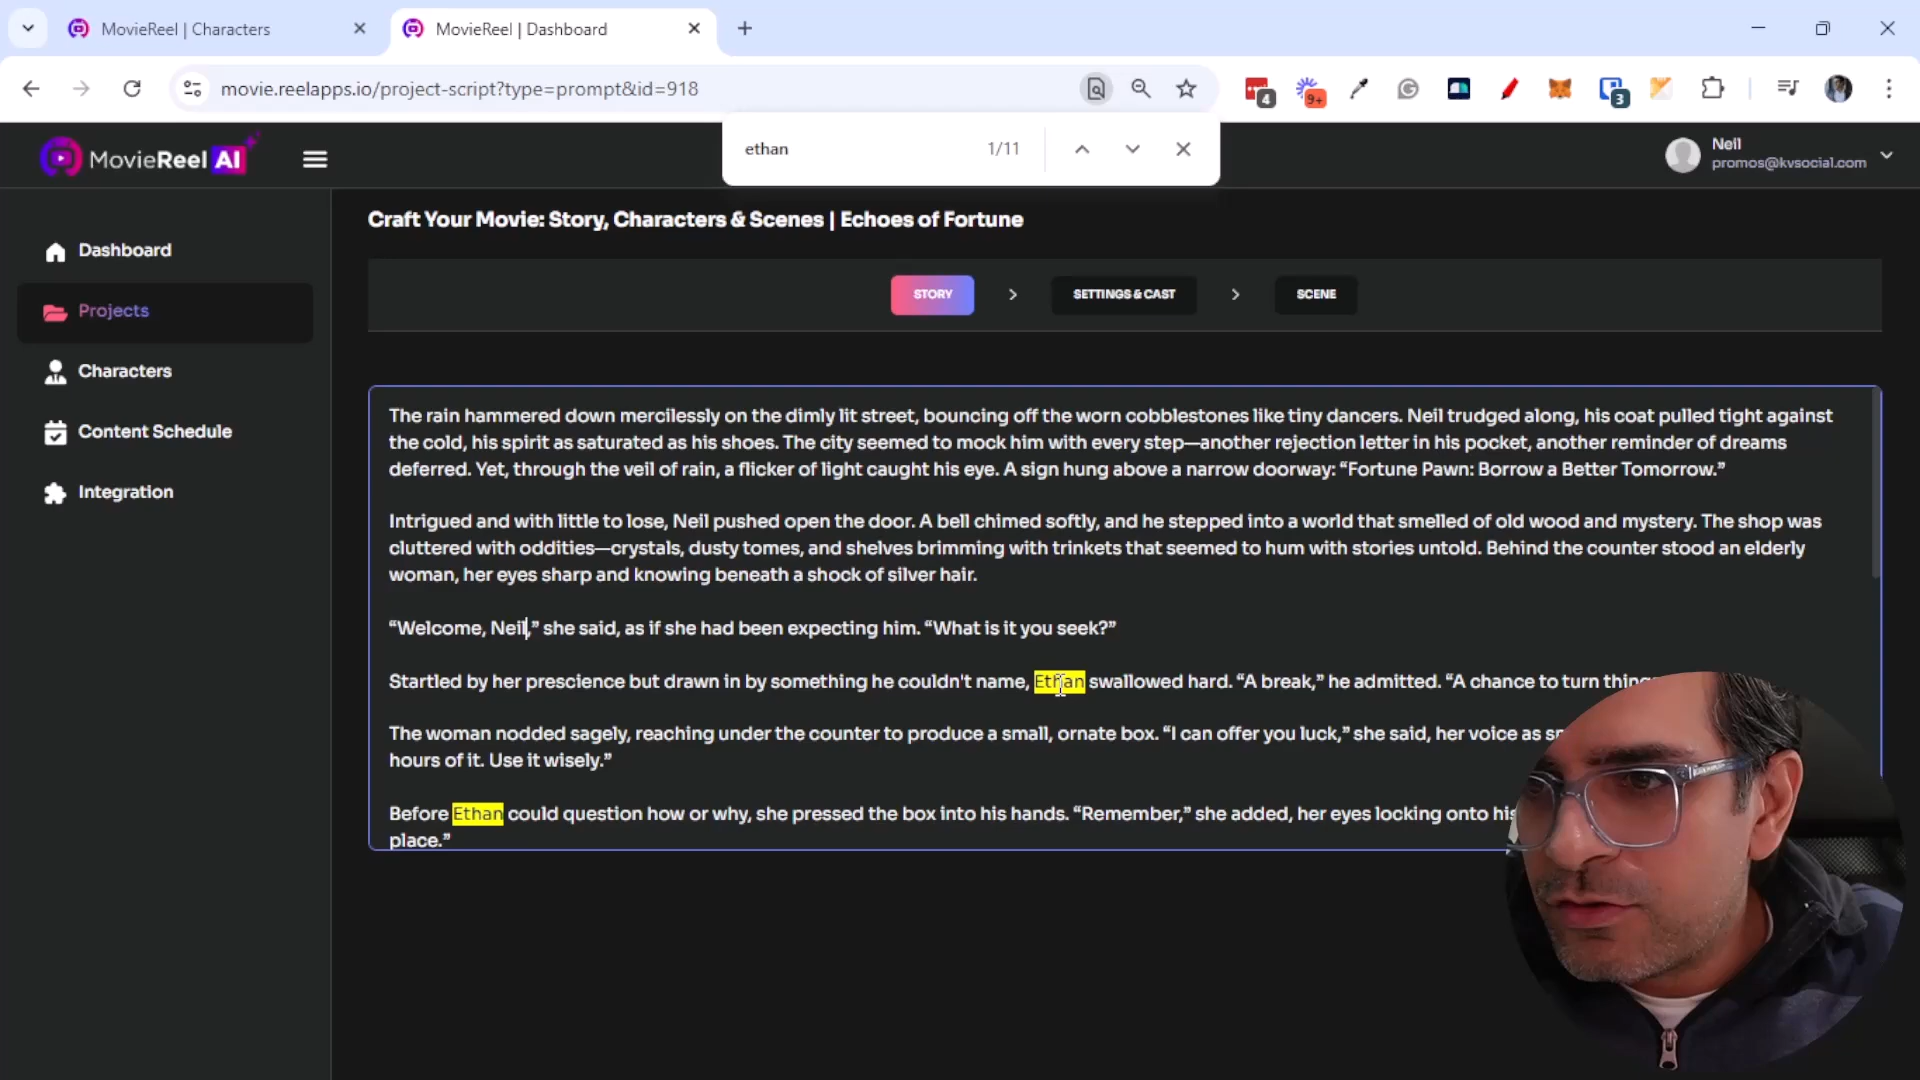 MovieReel | Characters
MovieReel | Dashboard
movie.reelapps.io/project-script?type=prompt&id=918
4
9+
3
ethan
1/11
MovieReel AI
Neil
promos@kvsocial.com
Dashboard
Projects
Characters
Content Schedule
Integration
Craft Your Movie: Story, Characters & Scenes | Echoes of Fortune
STORY
SETTINGS & CAST
SCENE
The rain hammered down mercilessly on the dimly lit street, bouncing off the worn cobblestones like tiny dancers. Neil trudged along, his coat pulled tight against
the cold, his spirit as saturated as his shoes. The city seemed to mock him with every step—another rejection letter in his pocket, another reminder of dreams
deferred. Yet, through the veil of rain, a flicker of light caught his eye. A sign hung above a narrow doorway: “Fortune Pawn: Borrow a Better Tomorrow.”
Intrigued and with little to lose, Neil pushed open the door. A bell chimed softly, and he stepped into a world that smelled of old wood and mystery. The shop was
cluttered with oddities—crystals, dusty tomes, and shelves brimming with trinkets that seemed to hum with stories untold. Behind the counter stood an elderly
woman, her eyes sharp and knowing beneath a shock of silver hair.
“Welcome, Neil,” she said, as if she had been expecting him. “What is it you seek?”
Startled by her prescience but drawn in by something he couldn't name, Ethan swallowed hard. “A break,” he admitted. “A chance to turn
The woman nodded sagely, reaching under the counter to produce a small, ornate box. “I can offer you luck,” she said, her voice as
hours of it. Use it wisely.”
Before Ethan could question how or why, she pressed the box into his hands. “Remember,” she added, her eyes locking onto
place.”